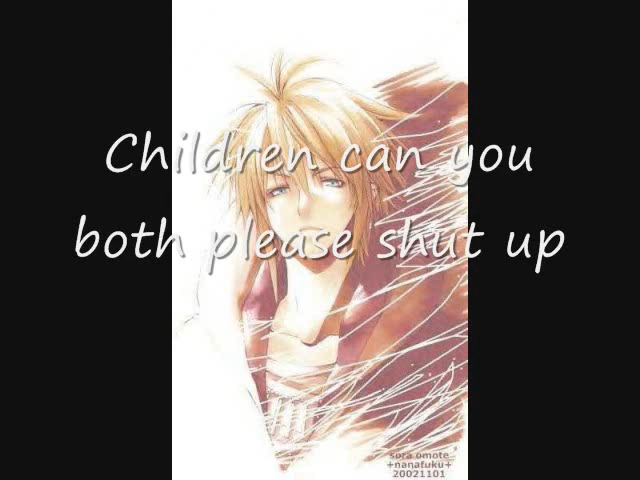 Children can you
both please shut up
sora omote
+nanafuku+
20021101